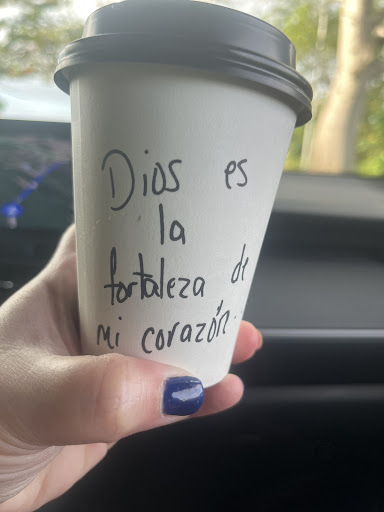 Dios es
la
fortaleza de
mi corazón.